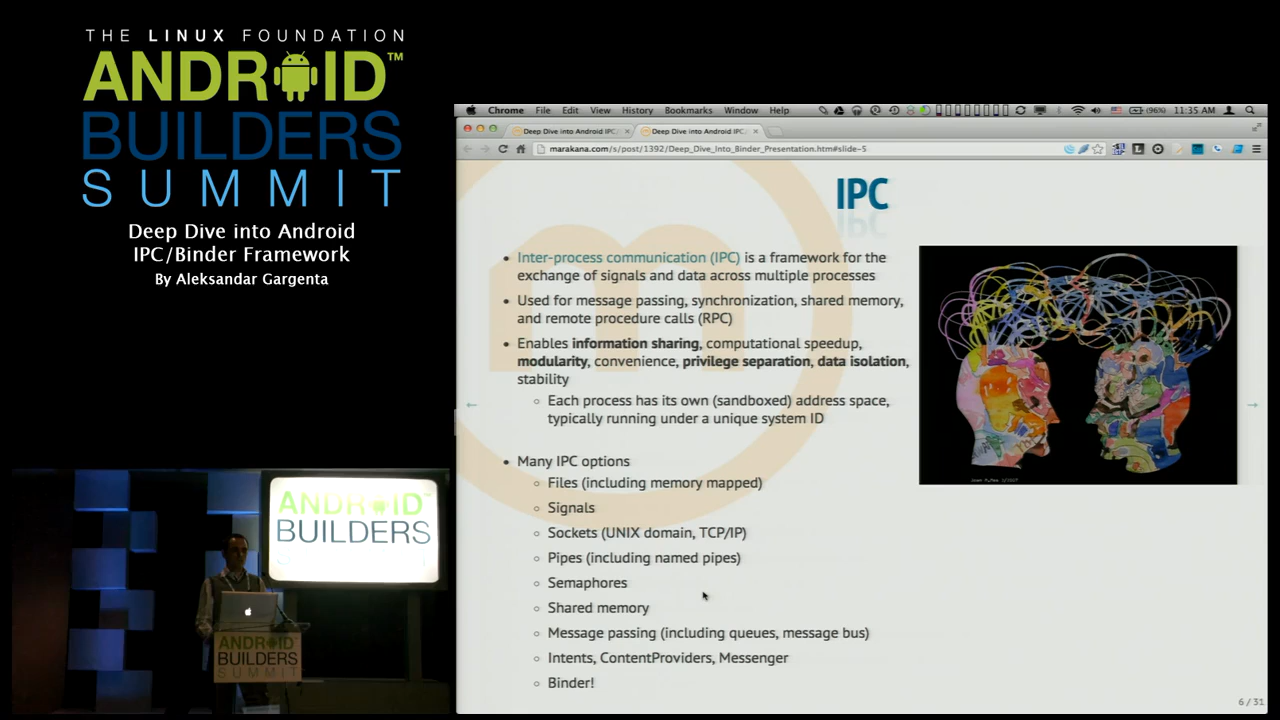 THE LINUX FOUNDATION
ANDROID™
BUILDERS
SUMMIT
Deep Dive into Android
IPC/Binder Framework
By Aleksandar Gargenta
Chrome File Edit View History Bookmarks Window Help
(96%) 11:35 AM
Deep Dive into Android IPC/
Deep Dive into Android IPC/
marakana.com/s/post/1392/Deep_Dive_Into_Binder_Presentation.htm#slide-5
IPC
• Inter-process communication (IPC) is a framework for the
exchange of signals and data across multiple processes
• Used for message passing, synchronization, shared memory,
and remote procedure calls (RPC)
• Enables information sharing, computational speedup,
modularity, convenience, privilege separation, data isolation,
stability
◦ Each process has its own (sandboxed) address space,
typically running under a unique system ID
• Many IPC options
◦ Files (including memory mapped)
◦ Signals
◦ Sockets (UNIX domain, TCP/IP)
◦ Pipes (including named pipes)
◦ Semaphores
◦ Shared memory
◦ Message passing (including queues, message bus)
◦ Intents, ContentProviders, Messenger
◦ Binder!
6 / 31
ANDROID™
BUILDERS
ANDROID
BUILDERS
SUMMIT